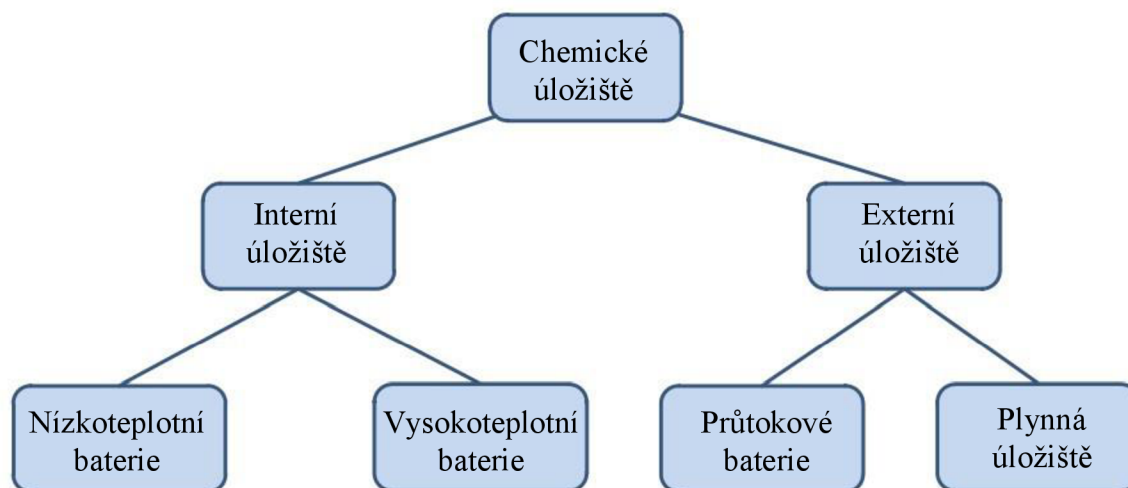 Chemické
úložiště
Interní
úložiště
Externí
úložiště
Nízkoteplotní
baterie
Vysokoteplotní
baterie
Průtokové
baterie
Plynná
úložiště